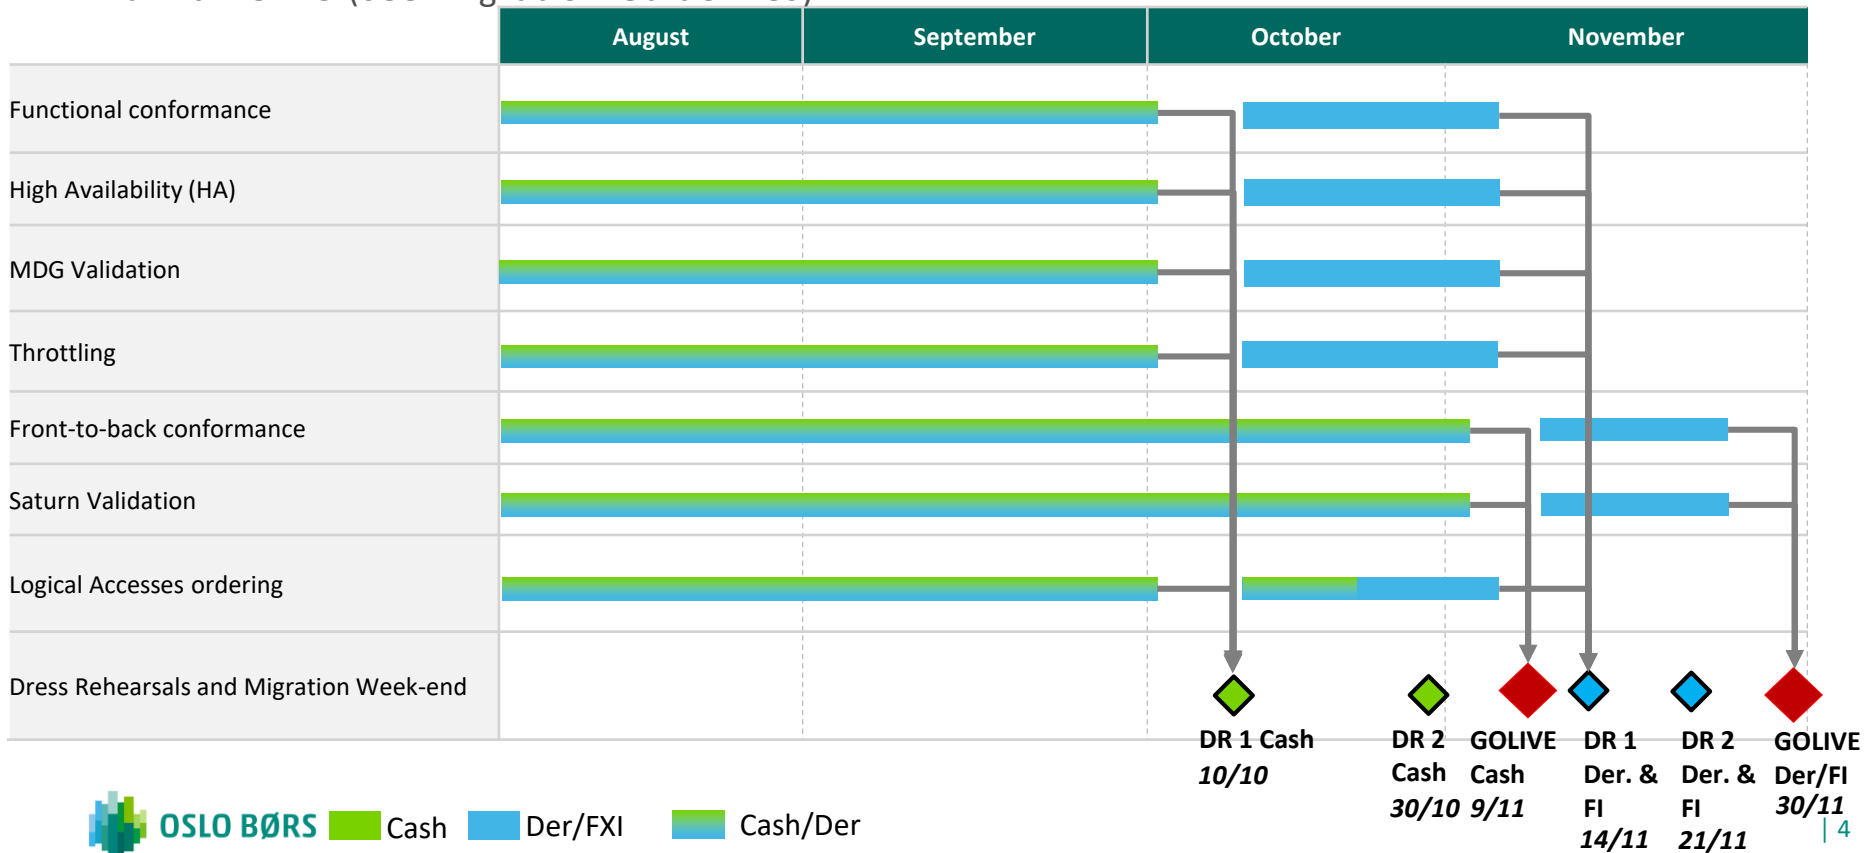 August September October November
Functional conformance
High Availability (HA)
MDG Validation
Throttling
Front-to-back conformance
Saturn Validation
Logical Accesses ordering
Dress Rehearsals and Migration Week-end
DR 1 Cash
10/10
DR 2
Cash
30/10
GOLIVE
Cash
9/11
DR 1
Der. &
FI
14/11
DR 2
Der. &
FI
21/11
GOLIVE
Der/FI
30/11
OSLO BØRS
Cash
Der/FXI
Cash/Der
| 4